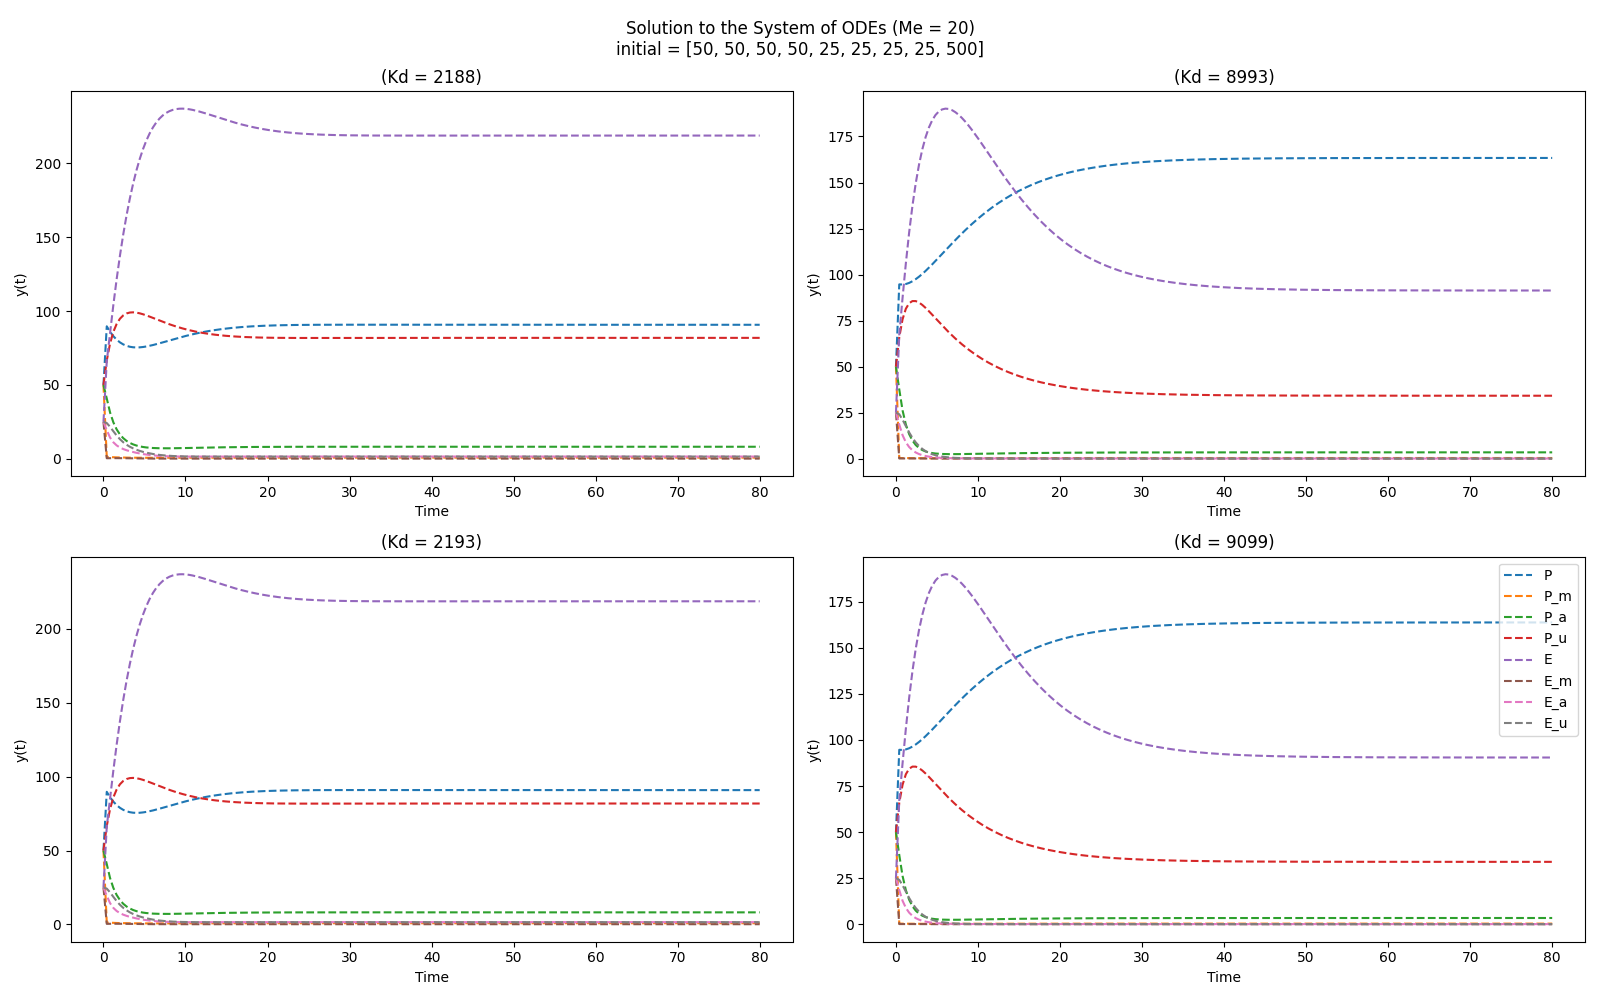 Solution to the System of ODEs (Me = 20)
initial = [50, 50, 50, 50, 25, 25, 25, 25, 500]
(Kd = 2188)
y(t)
200
150
100
50
0
0 10 20 30 40 50 60 70 80
Time
(Kd = 8993)
y(t)
175
150
125
100
75
50
25
0
0 10 20 30 40 50 60 70 80
Time
(Kd = 2193)
y(t)
200
150
100
50
0
0 10 20 30 40 50 60 70 80
Time
(Kd = 9099)
y(t)
175
150
125
100
75
50
25
0
0 10 20 30 40 50 60 70 80
Time
P
P_m
P_a
P_u
E
E_m
E_a
E_u